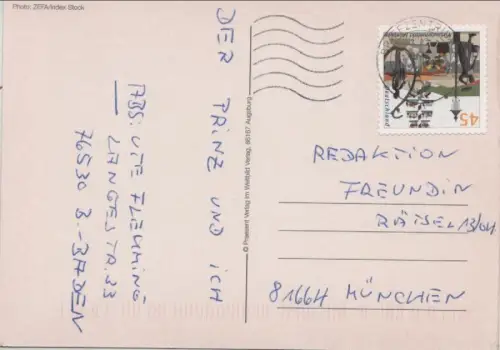 Photo: ZEFA/Index Stock
DER PRINZ UND ICH
ABS: UTE FLEMMING
LANGESTR. 33
76530 B.-BADEN
© Praesent Verlag im Weltbild Verlag, 86167 Augsburg
45
Deutschland
REDAKTION
FREUNDIN
RÄTSEL 13/04
81664 MÜNCHEN